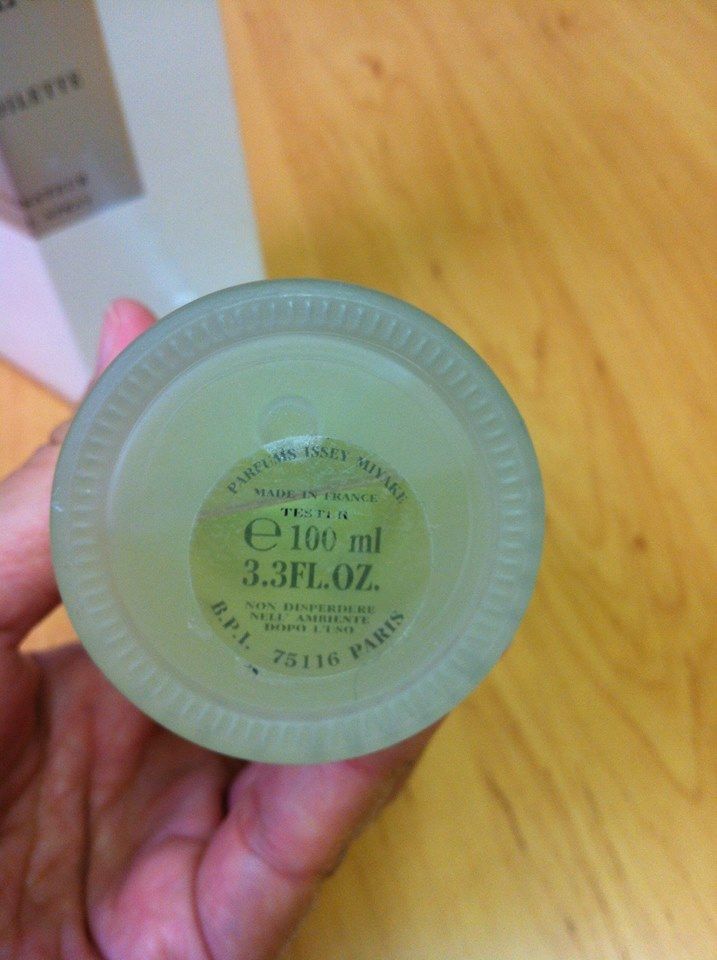 PARFUMS ISSEY MIYAKE
MADE IN FRANCE
TESTER
℮ 100 ml
3.3FL.OZ.
NON DISPERDERE
NELL' AMBIENTE
DOPO L'USO
B.P.I. 75116 PARIS